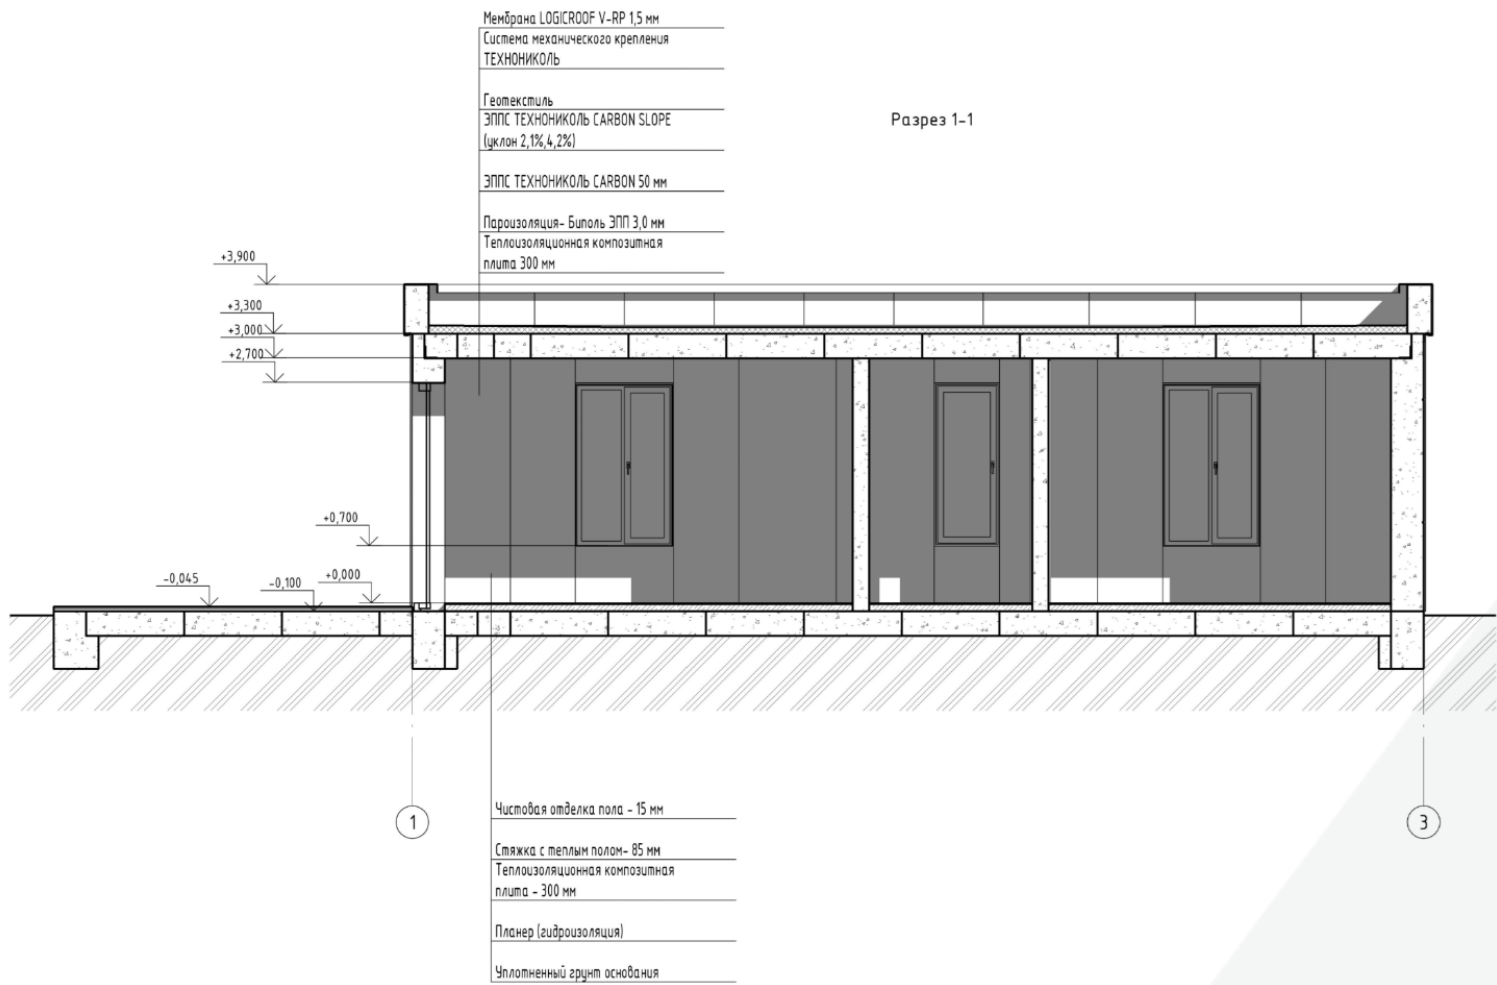 Мембрана LOGICROOF V-RP 1,5 мм
Система механического крепления
ТЕХНОНИКОЛЬ
Геотекстиль
ЭППС ТЕХНОНИКОЛЬ CARBON SLOPE
(уклон 2,1%,4,2%)
ЭППС ТЕХНОНИКОЛЬ CARBON 50 мм
Пароизоляция- Биполь ЭПП 3,0 мм
Теплоизоляционная композитная
плита 300 мм
Разрез 1-1
+3,900
+3,300
+3,000
+2,700
+0,700
+0,000
-0,045
-0,100
1
3
Чистовая отделка пола - 15 мм
Стяжка с теплым полом- 85 мм
Теплоизоляционная композитная
плита - 300 мм
Планер (гидроизоляция)
Уплотненный грунт основания